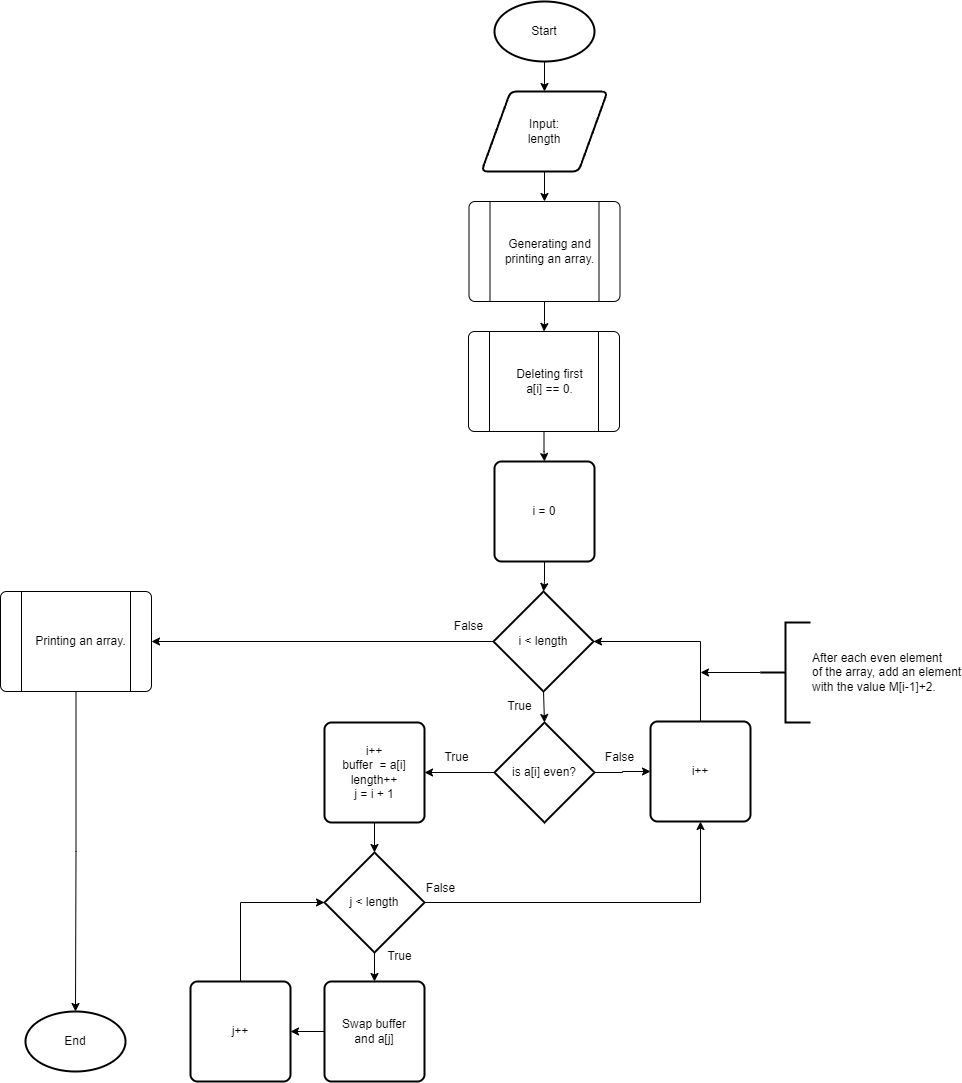 Start
Input:
length
Generating and
printing an array.
Deleting first
a[i] == 0.
i = 0
False
i < length
Printing an array.
After each even element
of the array, add an element
with the value M[i-1]+2.
True
i++
buffer  = a[i]
length++
j = i + 1
True
is a[i] even?
False
i++
j < length
False
True
j++
Swap buffer
and a[j]
End